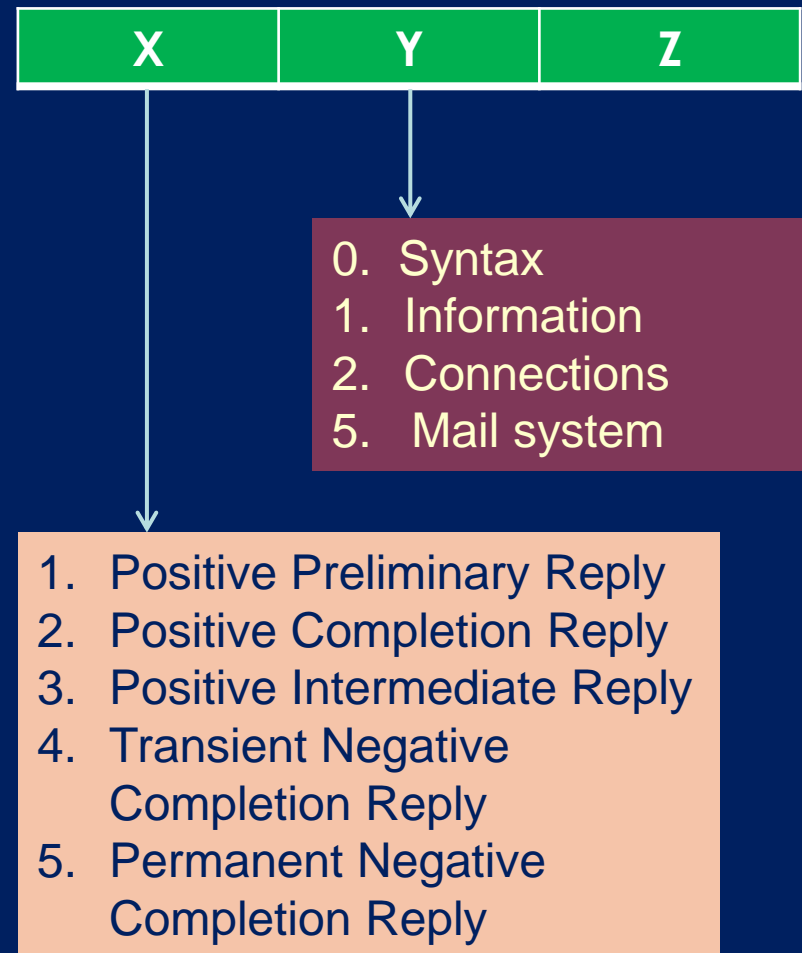 X Y Z
0. Syntax
1. Information
2. Connections
5. Mail system
1. Positive Preliminary Reply
2. Positive Completion Reply
3. Positive Intermediate Reply
4. Transient Negative
Completion Reply
5. Permanent Negative
Completion Reply